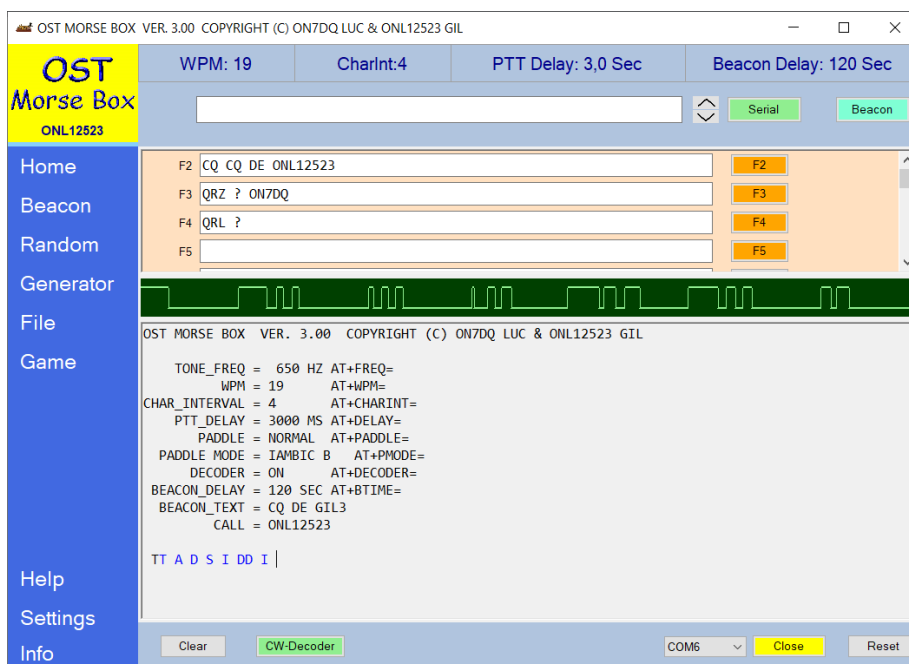 OST MORSE BOX VER. 3.00 COPYRIGHT (C) ON7DQ LUC & ONL12523 GIL
OST
Morse Box
ONL12523
WPM: 19
CharInt:4
PTT Delay: 3,0 Sec
Beacon Delay: 120 Sec
Serial
Beacon
Home
Beacon
Random
Generator
File
Game
Help
Settings
Info
F2 CQ CQ DE ONL12523 F2
F3 QRZ ? ON7DQ F3
F4 QRL ? F4
F5 F5
OST MORSE BOX VER. 3.00 COPYRIGHT (C) ON7DQ LUC & ONL12523 GIL
TONE_FREQ = 650 HZ AT+FREQ=
WPM = 19 AT+WPM=
CHAR_INTERVAL = 4 AT+CHARINT=
PTT_DELAY = 3000 MS AT+DELAY=
PADDLE = NORMAL AT+PADDLE=
PADDLE MODE = IAMBIC B AT+PMODE=
DECODER = ON AT+DECODER=
BEACON_DELAY = 120 SEC AT+BTIME=
BEACON_TEXT = CQ DE GIL3
CALL = ONL12523
TT A D S I DD I
Clear
CW-Decoder
COM6
Close
Reset